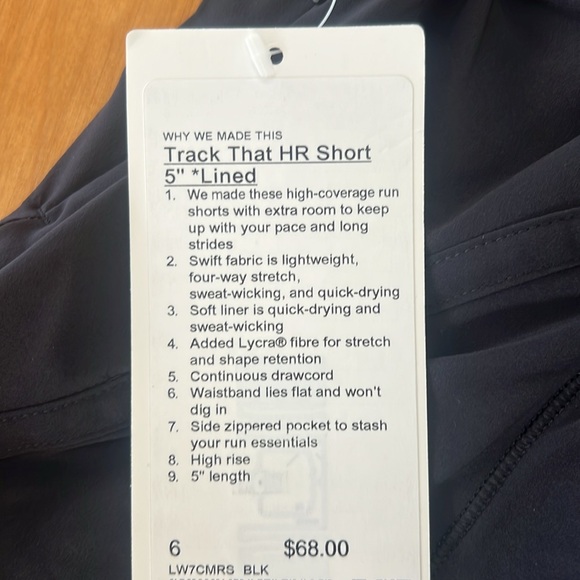 WHY WE MADE THIS
Track That HR Short
5" *Lined
1. We made these high-coverage run
shorts with extra room to keep
up with your pace and long
strides
2. Swift fabric is lightweight,
four-way stretch,
sweat-wicking, and quick-drying
3. Soft liner is quick-drying and
sweat-wicking
4. Added Lycra® fibre for stretch
and shape retention
5. Continuous drawcord
6. Waistband lies flat and won't
dig in
7. Side zippered pocket to stash
your run essentials
8. High rise
9. 5" length
6 $68.00
LW7CMRS BLK